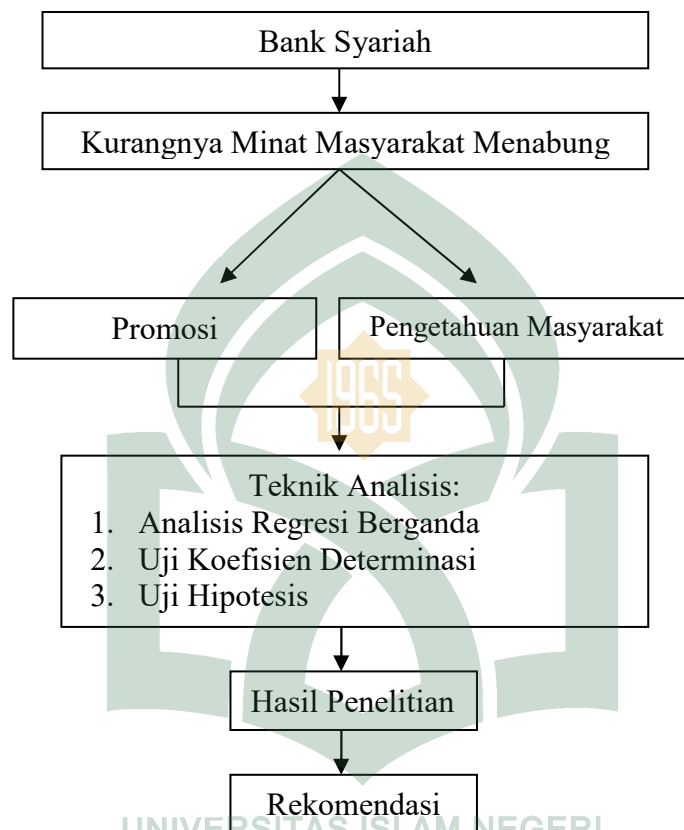 Bank Syariah
Kurangnya Minat Masyarakat Menabung
Promosi
Pengetahuan Masyarakat
1965
Teknik Analisis:
1. Analisis Regresi Berganda
2. Uji Koefisien Determinasi
3. Uji Hipotesis
Hasil Penelitian
Rekomendasi
UNIVERSITAS ISLAM NEGERI